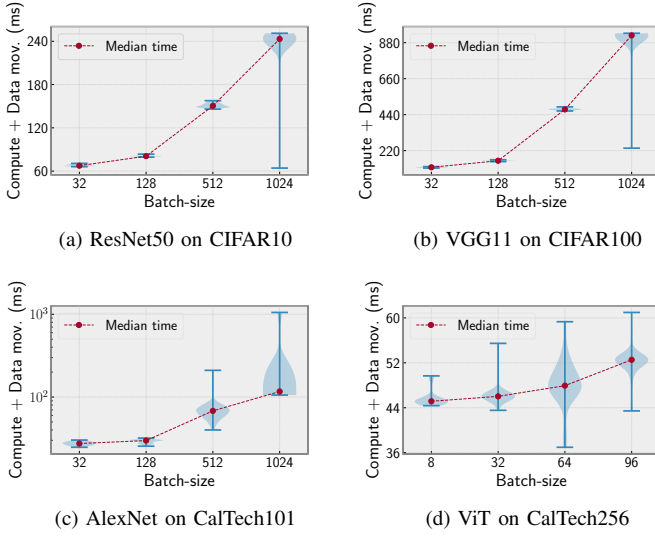 Compute + Data mov. (ms)
240
180
120
60
Median time
32 128 512 1024
Batch-size
(a) ResNet50 on CIFAR10
Compute + Data mov. (ms)
880
660
440
220
Median time
32 128 512 1024
Batch-size
(b) VGG11 on CIFAR100
Compute + Data mov. (ms)
10³
10²
Median time
32 128 512 1024
Batch-size
(c) AlexNet on CalTech101
Compute + Data mov. (ms)
60
52
44
36
Median time
8 32 64 96
Batch-size
(d) ViT on CalTech256